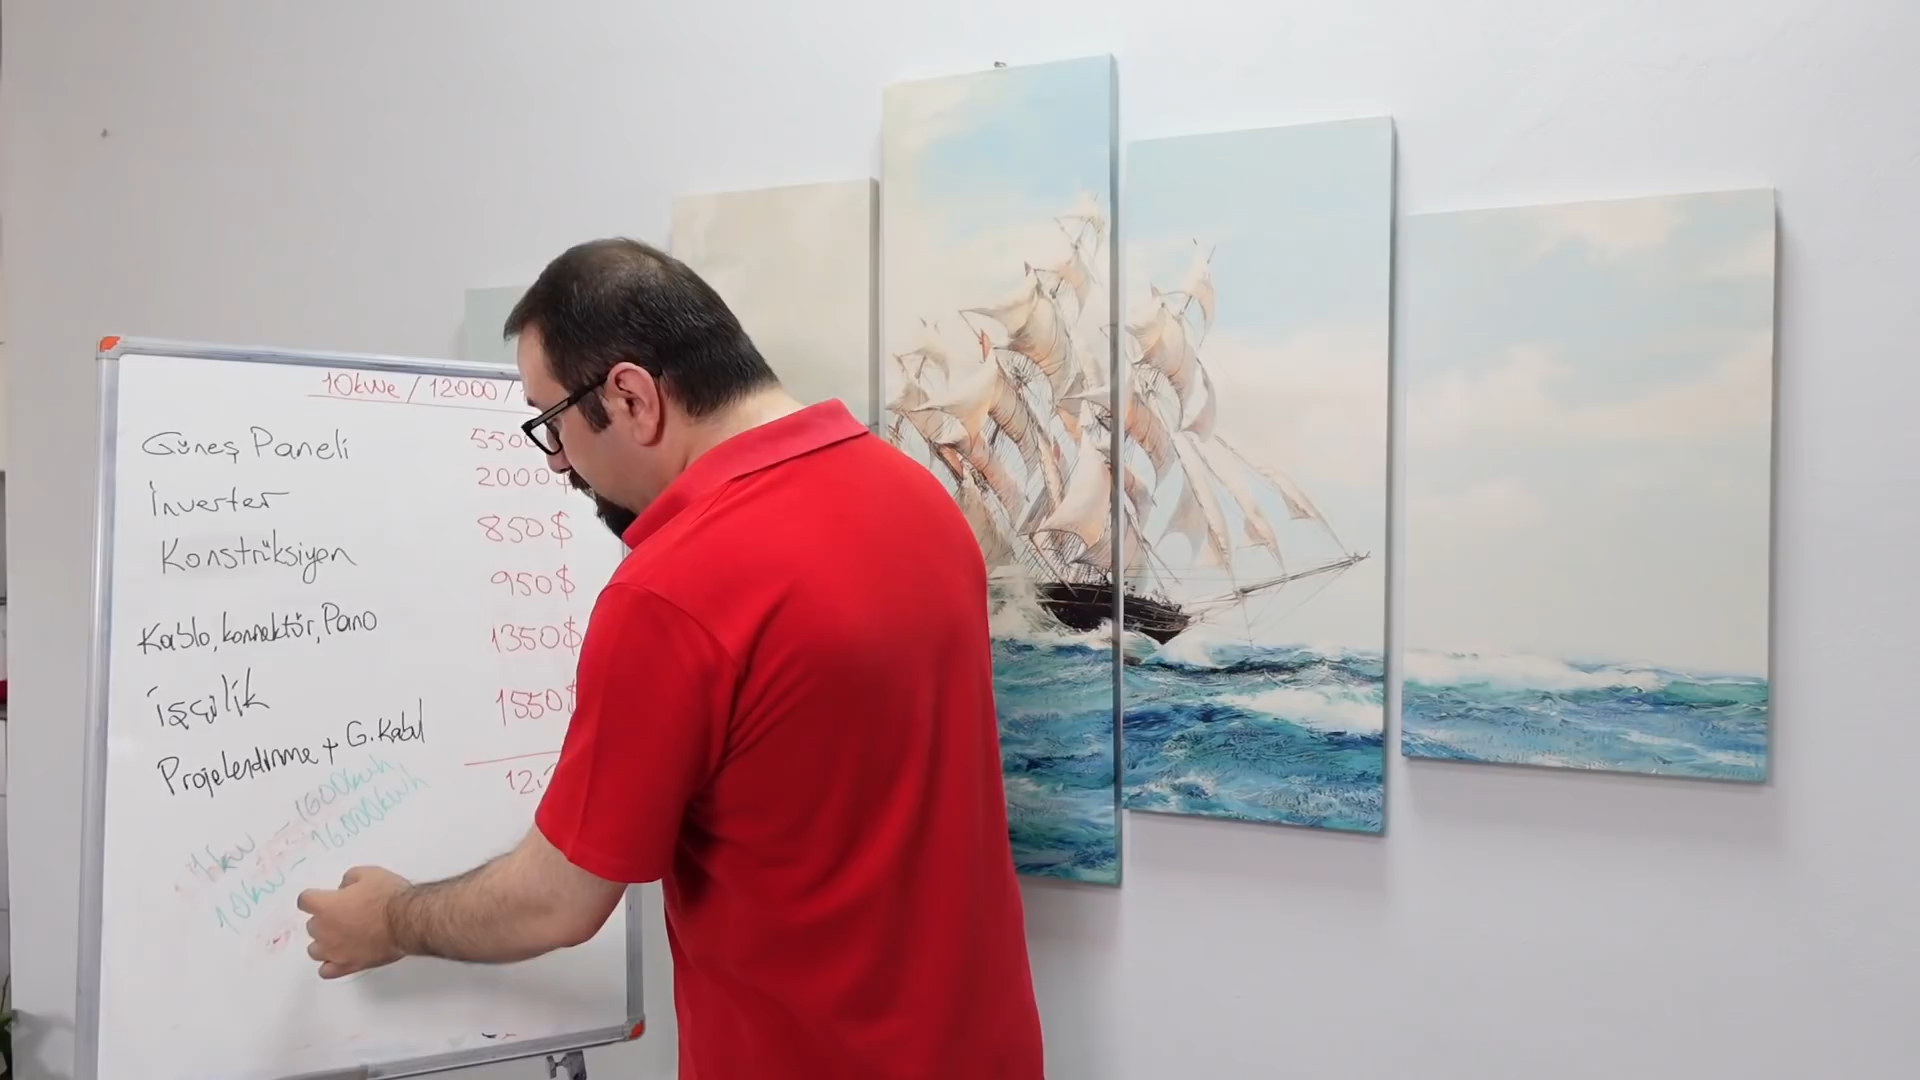 10kWe / 12000 /
Güneş Paneli 5500
İnverter 2000$
Konstrüksiyon 850$
Kablo, konnektör, Pano 950$
işçilik 1350$
Projelendirme + G. Kabul 1550$
12.
1kw - 1600kwh
10kw - 16.000kwh